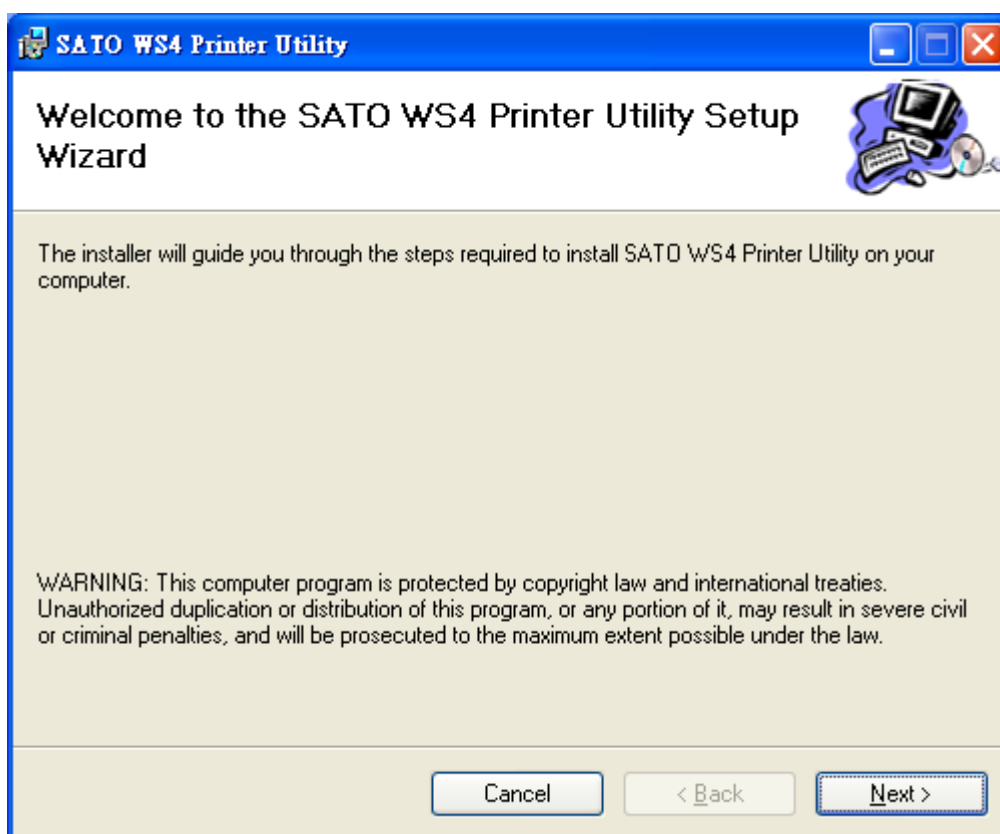 SATO WS4 Printer Utility
Welcome to the SATO WS4 Printer Utility Setup
Wizard
The installer will guide you through the steps required to install SATO WS4 Printer Utility on your
computer.
WARNING: This computer program is protected by copyright law and international treaties.
Unauthorized duplication or distribution of this program, or any portion of it, may result in severe civil
or criminal penalties, and will be prosecuted to the maximum extent possible under the law.
Cancel
< Back
Next >